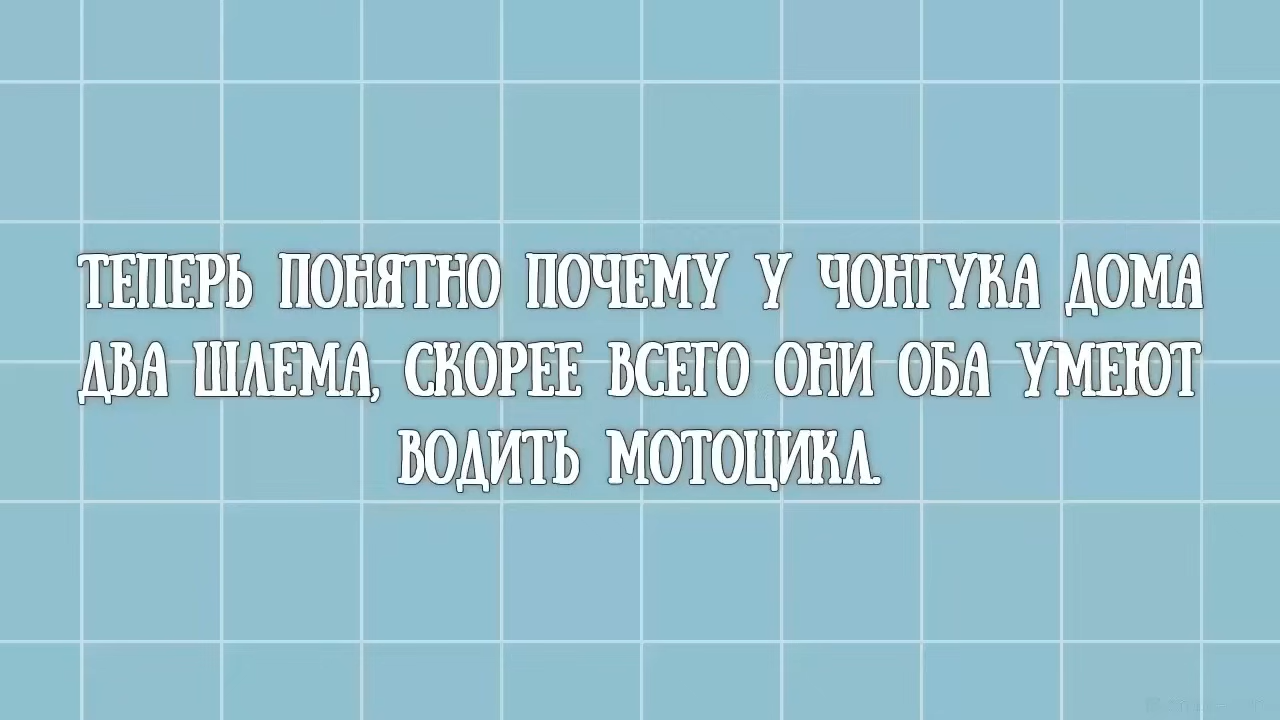 ТЕПЕРЬ ПОНЯТНО ПОЧЕМУ У ЧОНГУКА ДОМА
ДВА ШЛЕМА, СКОРЕЕ ВСЕГО ОНИ ОБА УМЕЮТ
ВОДИТЬ МОТОЦИКЛ.